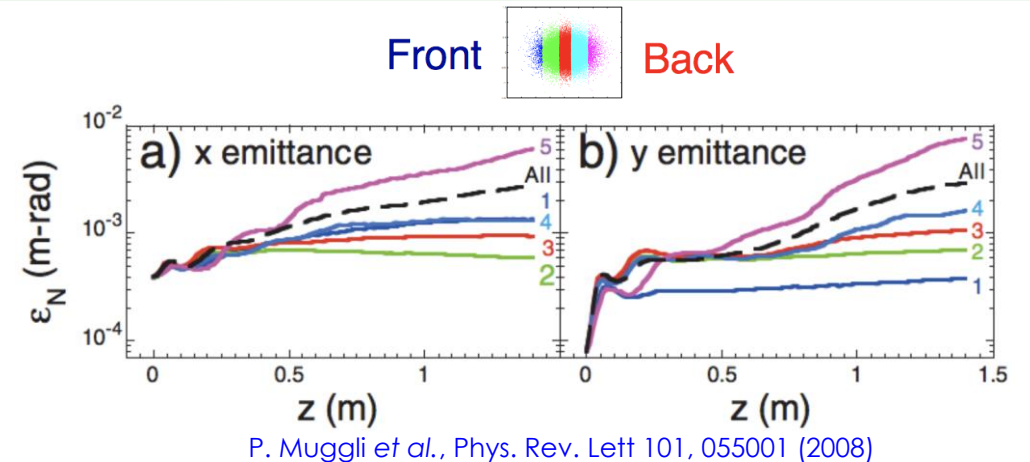 Front Back
10⁻²
a) x emittance
b) y emittance
5
5
All
All
1
4
4
10⁻³
3
3
2
2
1
10⁻⁴
ε_N (m-rad)
0 0.5 1 0 0.5 1 1.5
z (m) z (m)
P. Muggli et al., Phys. Rev. Lett 101, 055001 (2008)